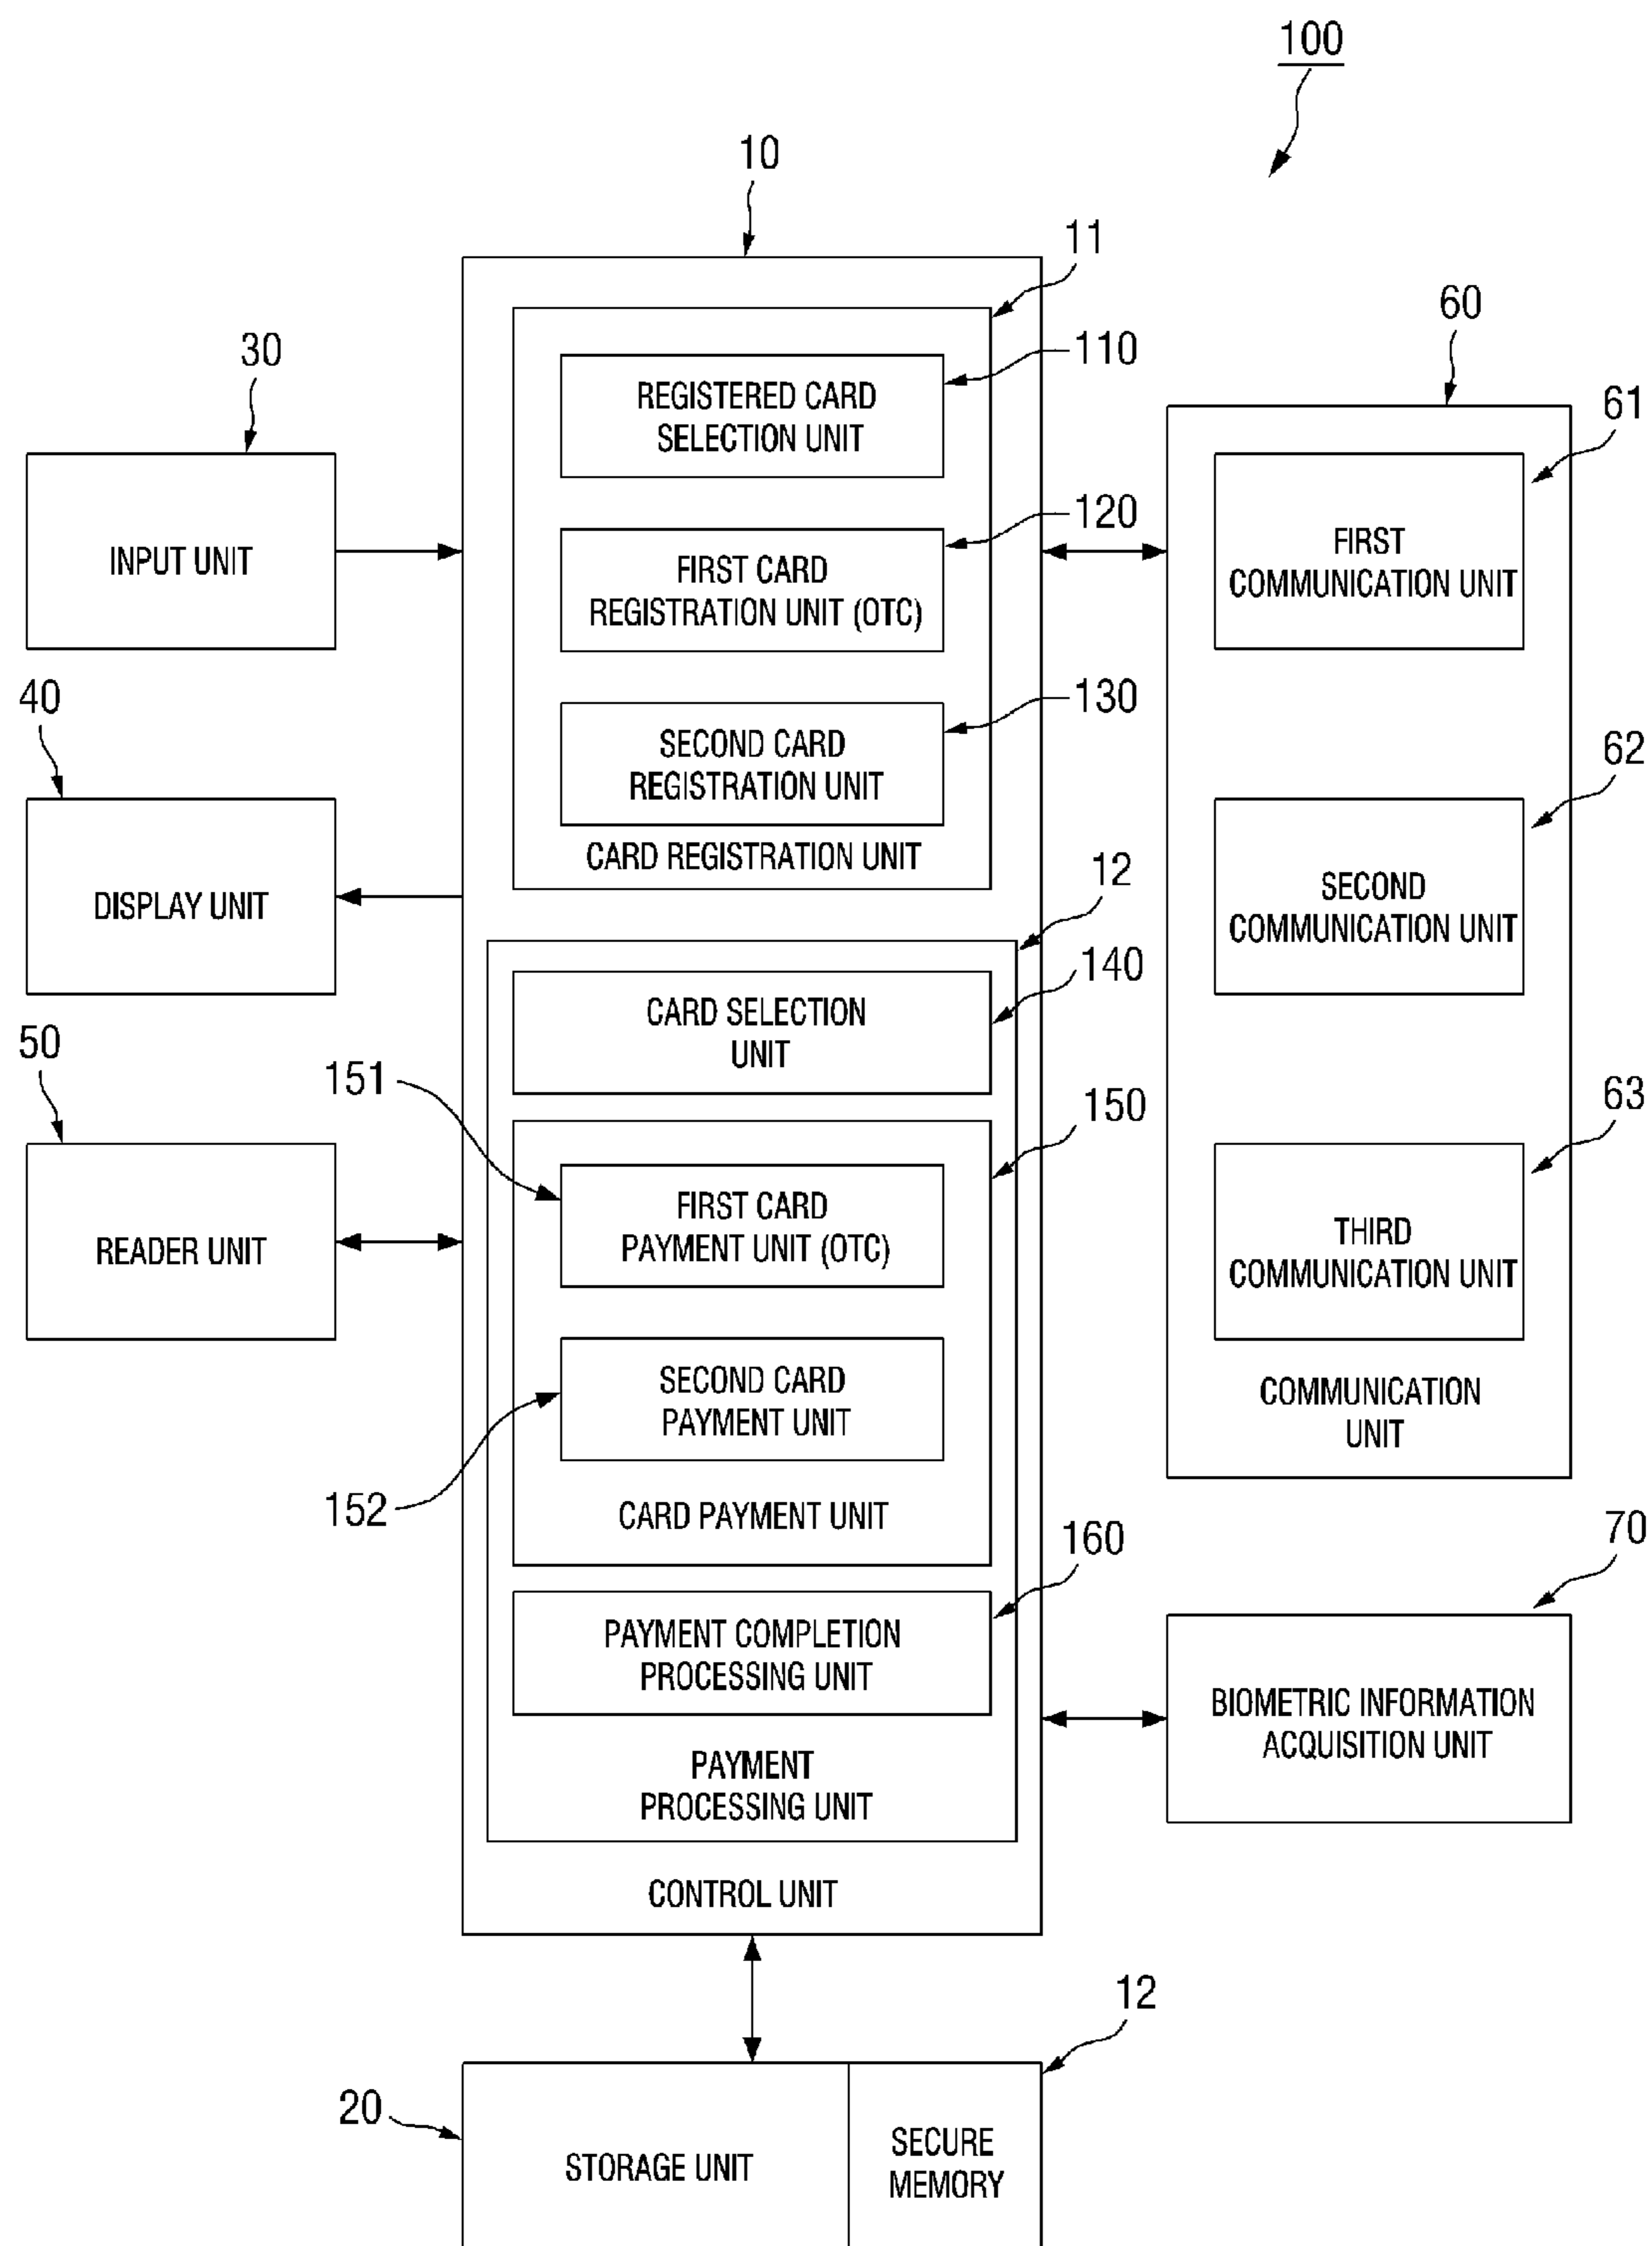 100
10
11
60
30
110
61
REGISTERED CARD
SELECTION UNIT
120
INPUT UNIT
FIRST CARD
REGISTRATION UNIT (OTC)
FIRST
COMMUNICATION UNIT
40
130
62
SECOND CARD
REGISTRATION UNIT
CARD REGISTRATION UNIT
12
DISPLAY UNIT
SECOND
COMMUNICATION UNIT
140
CARD SELECTION
UNIT
50
151
150
63
READER UNIT
FIRST CARD
PAYMENT UNIT (OTC)
THIRD
COMMUNICATION UNIT
SECOND CARD
PAYMENT UNIT
COMMUNICATION
UNIT
152
CARD PAYMENT UNIT
160
70
PAYMENT COMPLETION
PROCESSING UNIT
BIOMETRIC INFORMATION
ACQUISITION UNIT
PAYMENT
PROCESSING UNIT
CONTROL UNIT
12
20
STORAGE UNIT
SECURE
MEMORY